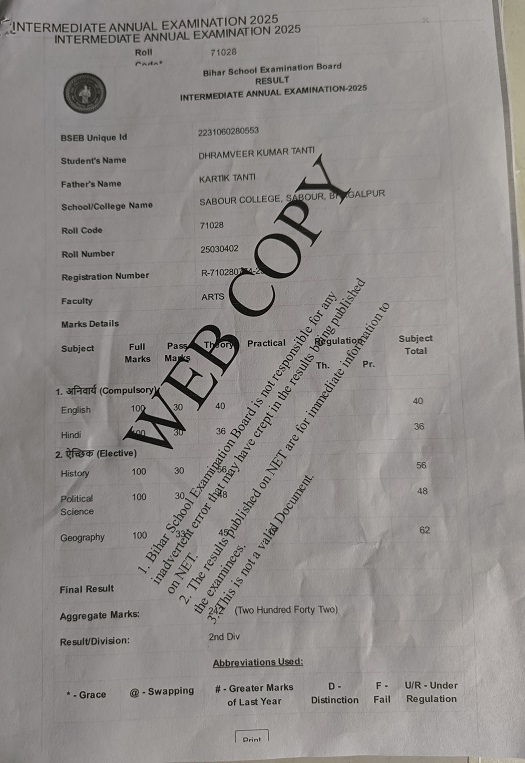 INTERMEDIATE ANNUAL EXAMINATION 2025
INTERMEDIATE ANNUAL EXAMINATION 2025
Roll 71028
Bihar School Examination Board
RESULT
INTERMEDIATE ANNUAL EXAMINATION-2025
BSEB Unique Id 2231060280553
Student's Name DHRAMVEER KUMAR TANTI
Father's Name KARTIK TANTI
School/College Name SABOUR COLLEGE, SABOUR,
Roll Code 71028
Roll Number 25030402
Registration Number
Faculty ARTS
Marks Details
Subject Full Marks Pass Marks Theory Practical Regulation Th. Pr. Subject Total
1. अनिवार्य (Compulsory)
English 100 30 40 40
Hindi 100 30 36 36
2. ऐच्छिक (Elective)
History 100 30 56 56
Political Science 100 30 48 48
Geography 100 33 62
Final Result
Aggregate Marks: 242 (Two Hundred Forty Two)
Result/Division: 2nd Div
Abbreviations Used:
* - Grace @ - Swapping # - Greater Marks of Last Year D - Distinction F - Fail U/R - Under Regulation
Print
WEB COPY
1. Bihar School Examination Board is not responsible for any
inadvertent error that may have crept in the results being published
on NET.
2. The results published on NET are for immediate information to
the examinees.
3. This is not a valid Document.